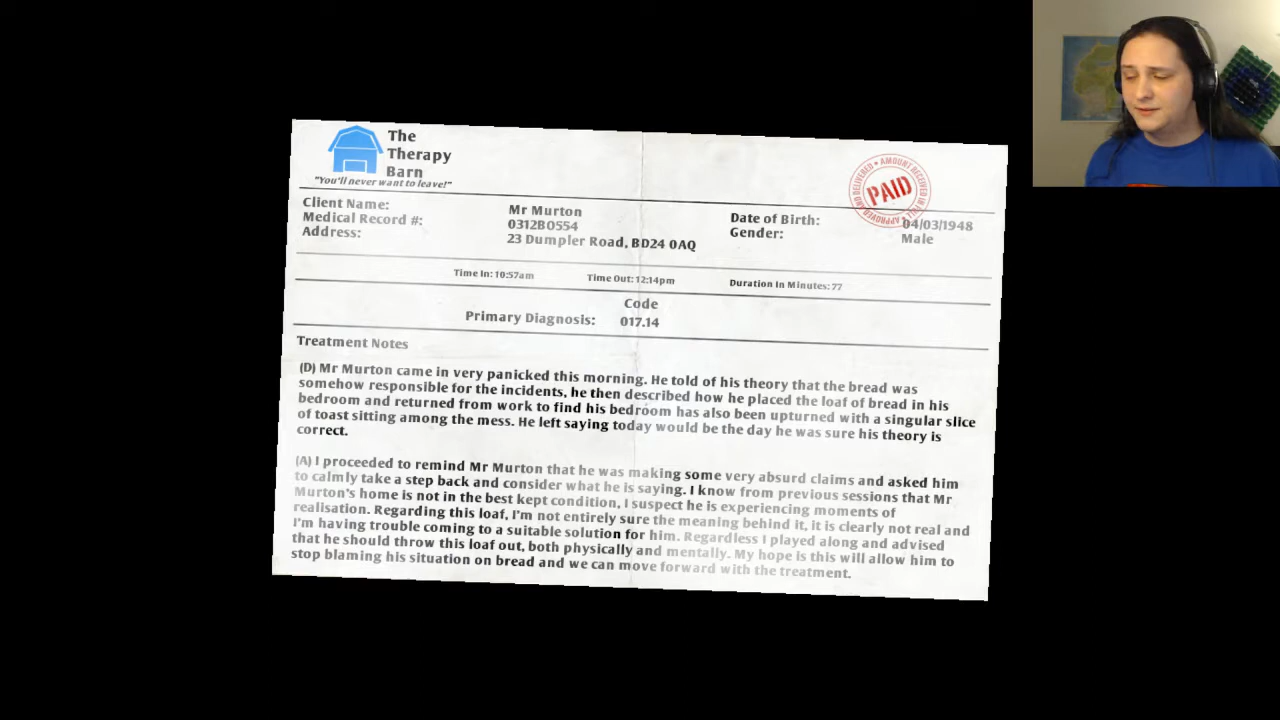 The
Therapy
Barn
"You'll never want to leave!"
AMOUNT RECEIVED IN FULL • APPROVED AND DELIVERED •
PAID
Client Name: Mr Murton Date of Birth: 04/03/1948
Medical Record #: 0312B0554 Gender: Male
Address: 23 Dumpler Road, BD24 0AQ
Time In: 10:57am Time Out: 12:14pm Duration In Minutes: 77
Code
Primary Diagnosis: 017.14
Treatment Notes
(D) Mr Murton came in very panicked this morning. He told of his theory that the bread was
somehow responsible for the incidents, he then described how he placed the loaf of bread in his
bedroom and returned from work to find his bedroom has also been upturned with a singular slice
of toast sitting among the mess. He left saying today would be the day he was sure his theory is
correct.
(A) I proceeded to remind Mr Murton that he was making some very absurd claims and asked him
to calmly take a step back and consider what he is saying. I know from previous sessions that Mr
Murton's home is not in the best kept condition, I suspect he is experiencing moments of
realisation. Regarding this loaf, I'm not entirely sure the meaning behind it, it is clearly not real and
I'm having trouble coming to a suitable solution for him. Regardless I played along and advised
that he should throw this loaf out, both physically and mentally. My hope is this will allow him to
stop blaming his situation on bread and we can move forward with the treatment.